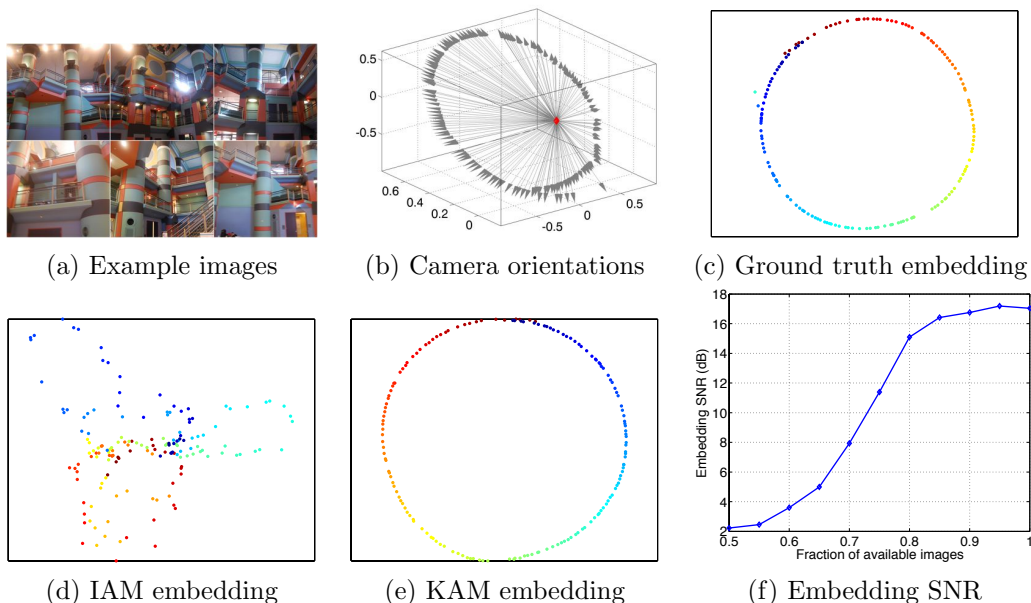 0.5
0
-0.5
0.6
0.4
0.2
0
-0.5
0
0.5
(a) Example images
(b) Camera orientations
(c) Ground truth embedding
18
16
14
12
10
8
6
4
2
Embedding SNR (dB)
0.5 0.6 0.7 0.8 0.9 1
Fraction of available images
(d) IAM embedding
(e) KAM embedding
(f) Embedding SNR